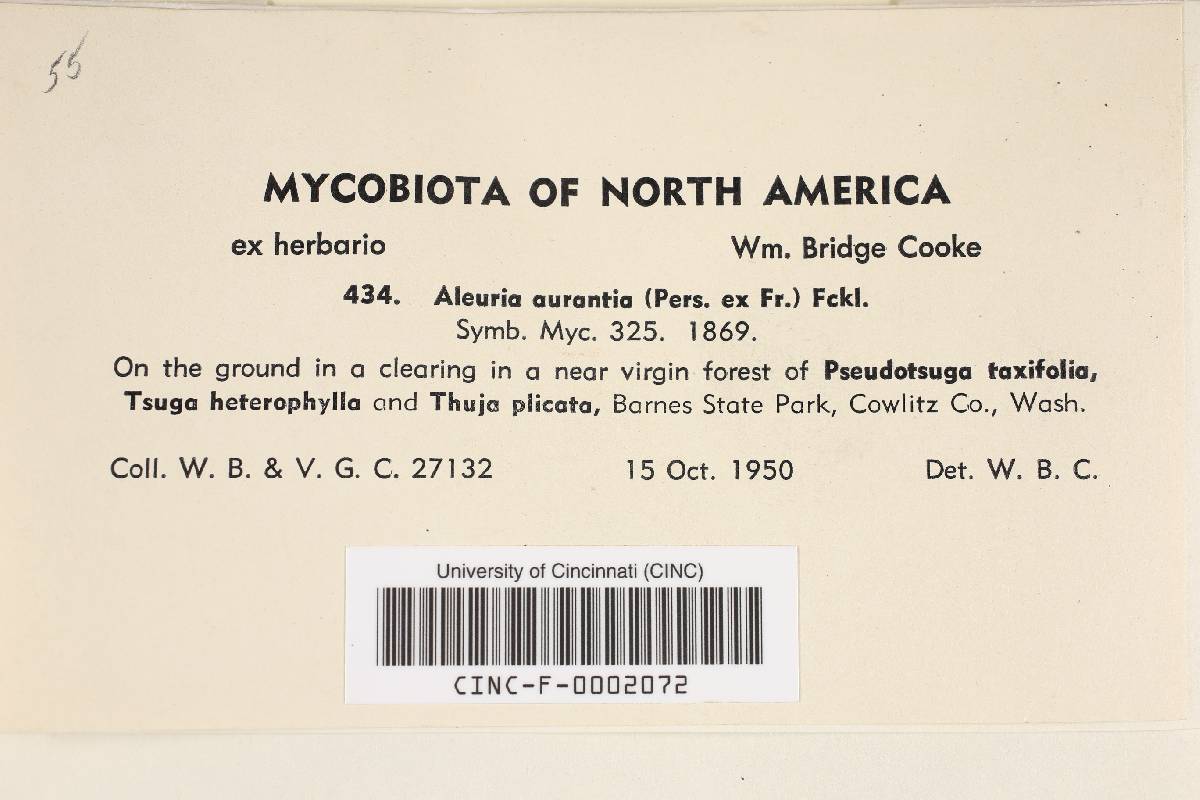 55
MYCOBIOTA OF NORTH AMERICA
ex herbario Wm. Bridge Cooke
434. Aleuria aurantia (Pers. ex Fr.) Fckl.
Symb. Myc. 325. 1869.
On the ground in a clearing in a near virgin forest of Pseudotsuga taxifolia,
Tsuga heterophylla and Thuja plicata, Barnes State Park, Cowlitz Co., Wash.
Coll. W. B. & V. G. C. 27132 15 Oct. 1950 Det. W. B. C.
University of Cincinnati (CINC)
CINC-F-0002072